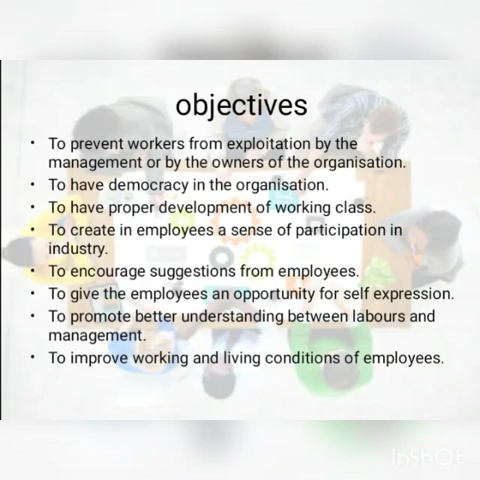 objectives
• To prevent workers from exploitation by the
management or by the owners of the organisation.
• To have democracy in the organisation.
• To have proper development of working class.
• To create in employees a sense of participation in
industry.
• To encourage suggestions from employees.
• To give the employees an opportunity for self expression.
• To promote better understanding between labours and
management.
• To improve working and living conditions of employees.
InShOt